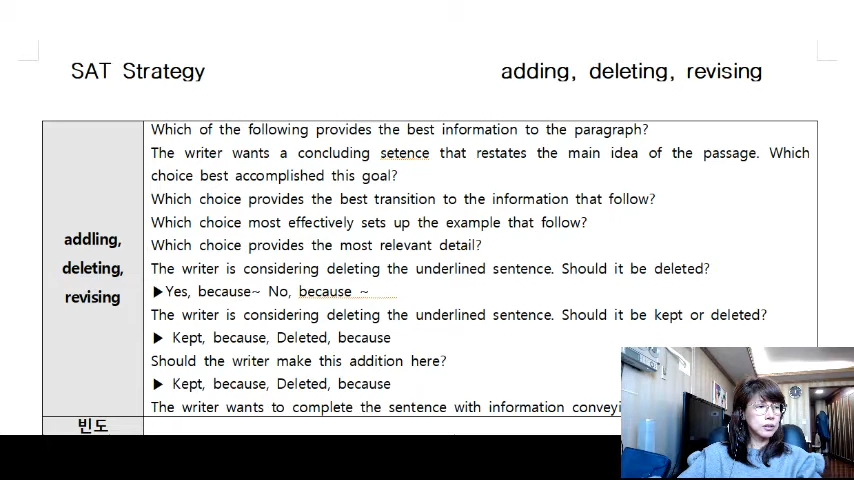 SAT Strategy adding, deleting, revising
Which of the following provides the best information to the paragraph?
The writer wants a concluding setence that restates the main idea of the passage. Which
choice best accomplished this goal?
Which choice provides the best transition to the information that follow?
Which choice most effectively sets up the example that follow?
Which choice provides the most relevant detail?
addling,
deleting,
revising
The writer is considering deleting the underlined sentence. Should it be deleted?
▶Yes, because~ No, because ~
The writer is considering deleting the underlined sentence. Should it be kept or deleted?
▶ Kept, because, Deleted, because
Should the writer make this addition here?
▶ Kept, because, Deleted, because
The writer wants to complete the sentence with information
빈도